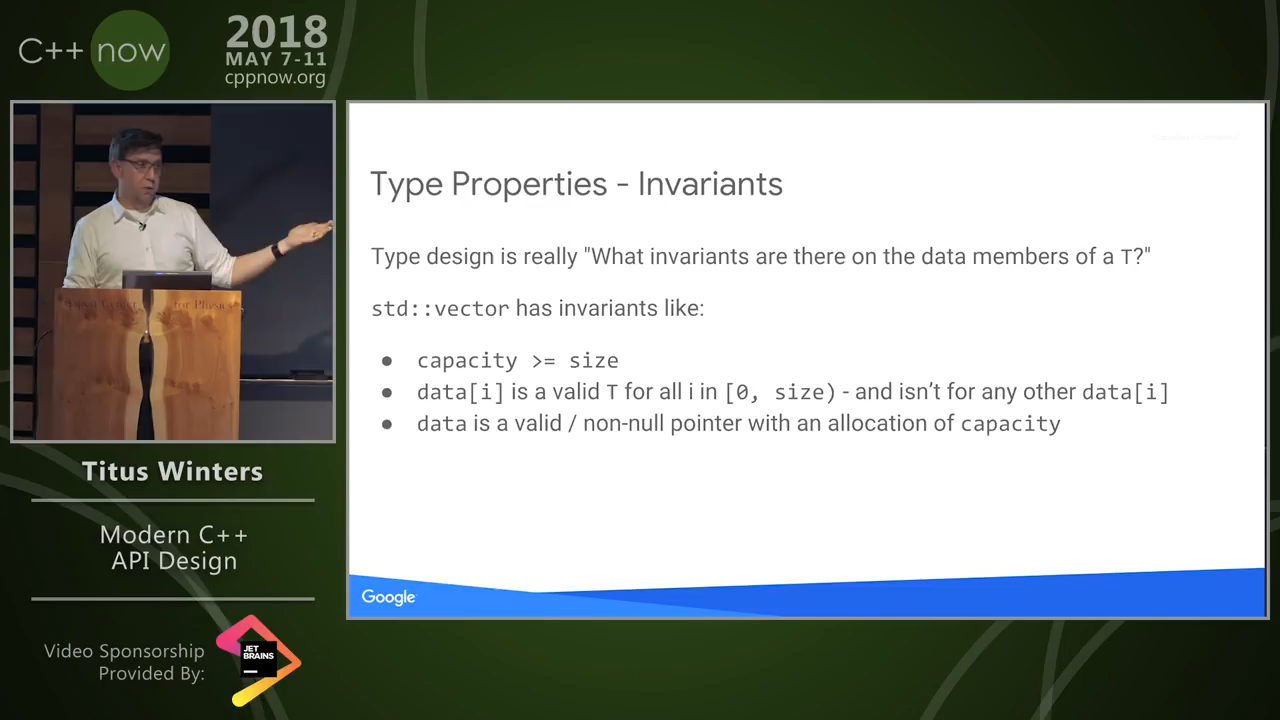 C++ now
2018
MAY 7-11
cppnow.org
Type Properties - Invariants
Type design is really "What invariants are there on the data members of a T?"
std::vector has invariants like:
● capacity >= size
● data[i] is a valid T for all i in [0, size) - and isn’t for any other data[i]
● data is a valid / non-null pointer with an allocation of capacity
Google
Titus Winters
Modern C++
API Design
Video Sponsorship
Provided By:
JET
BRAINS